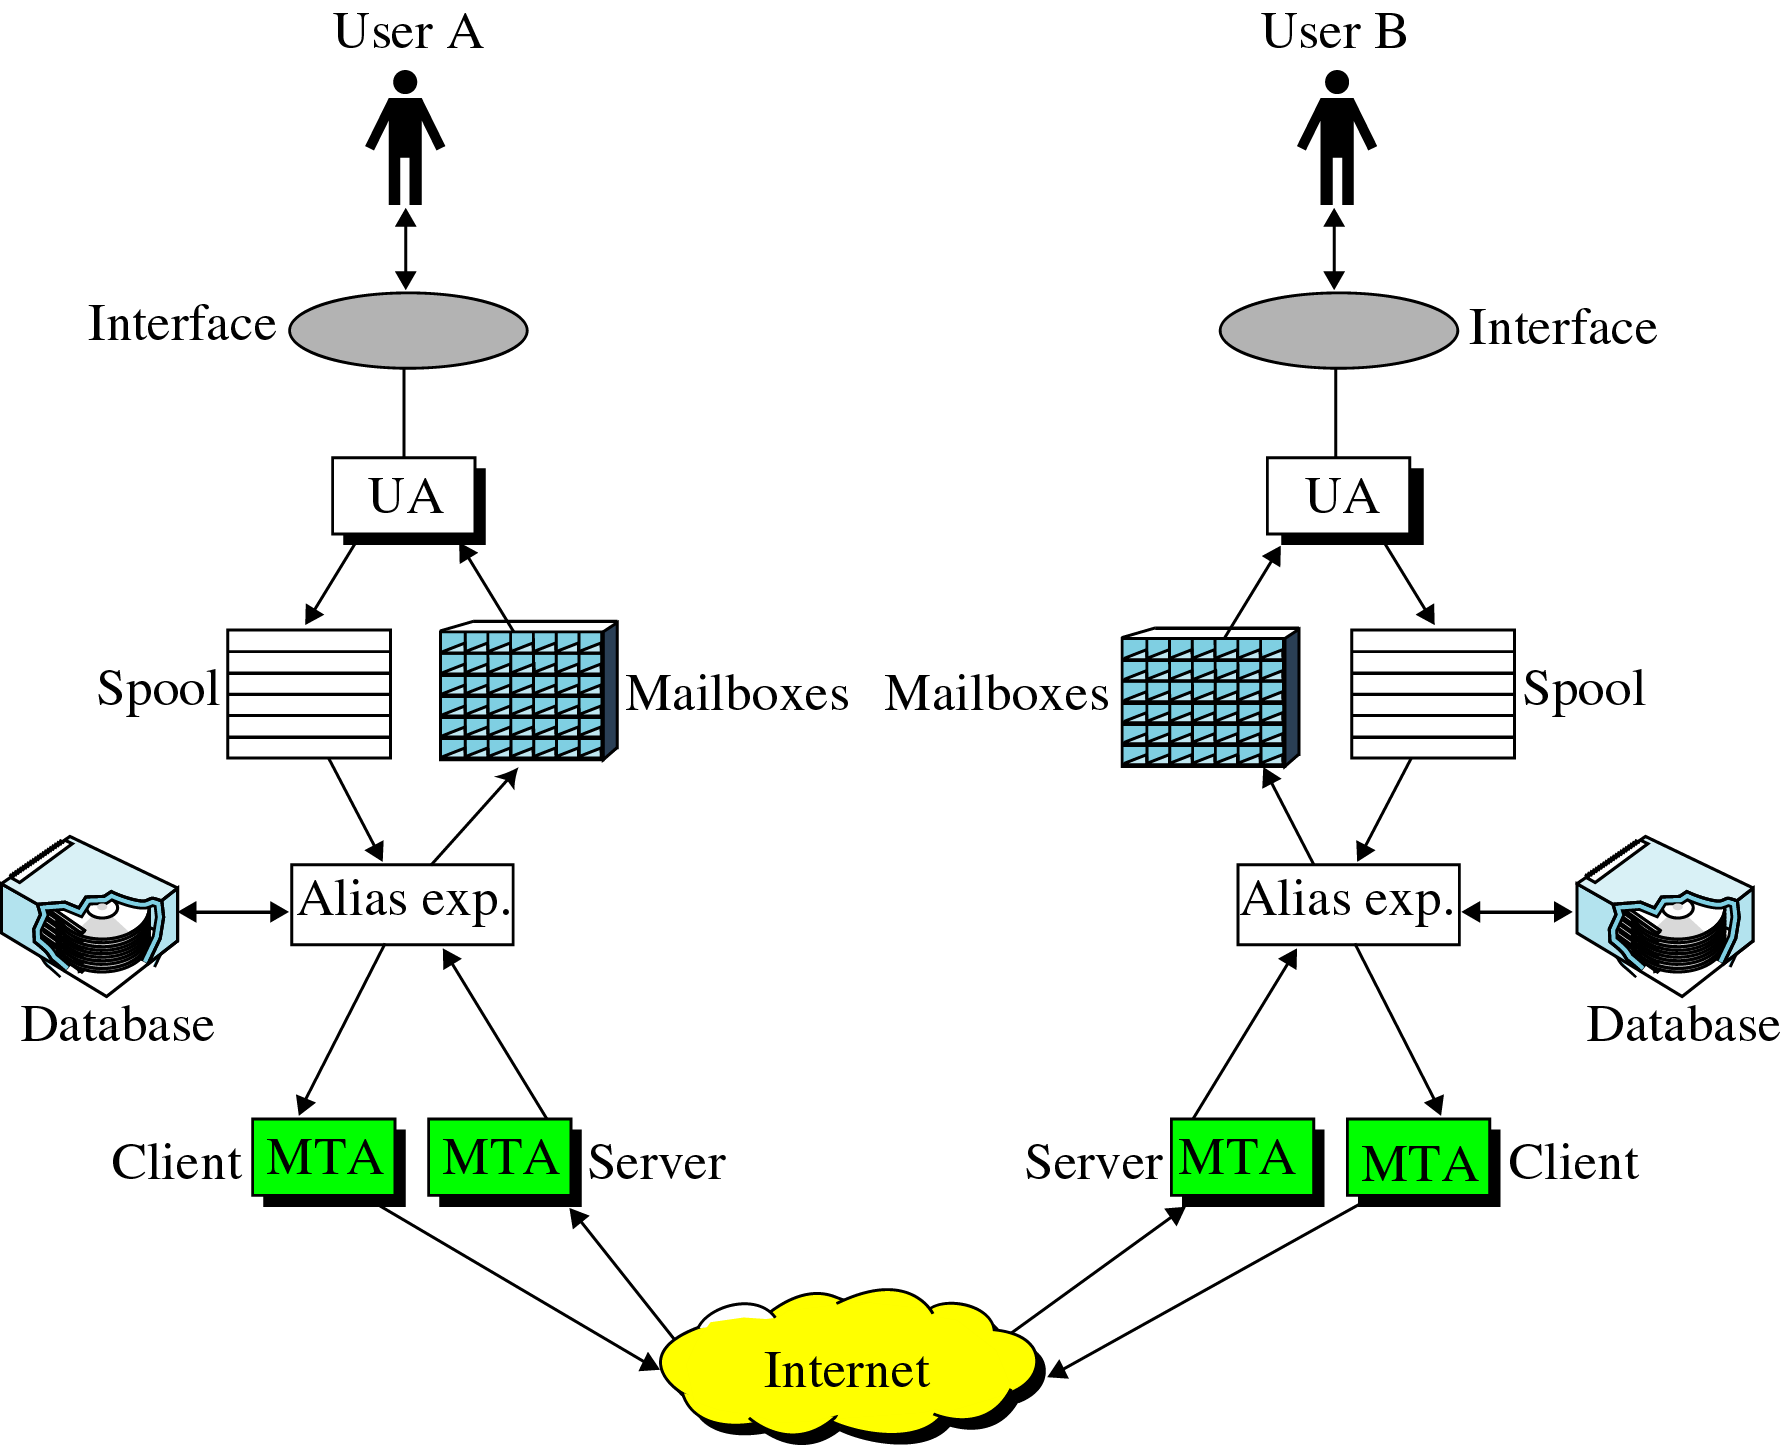 User A
User B
Interface
Interface
UA
UA
Spool
Mailboxes
Mailboxes
Spool
Alias exp.
Alias exp.
Database
Database
Client
MTA
MTA
Server
Server
MTA
MTA
Client
Internet